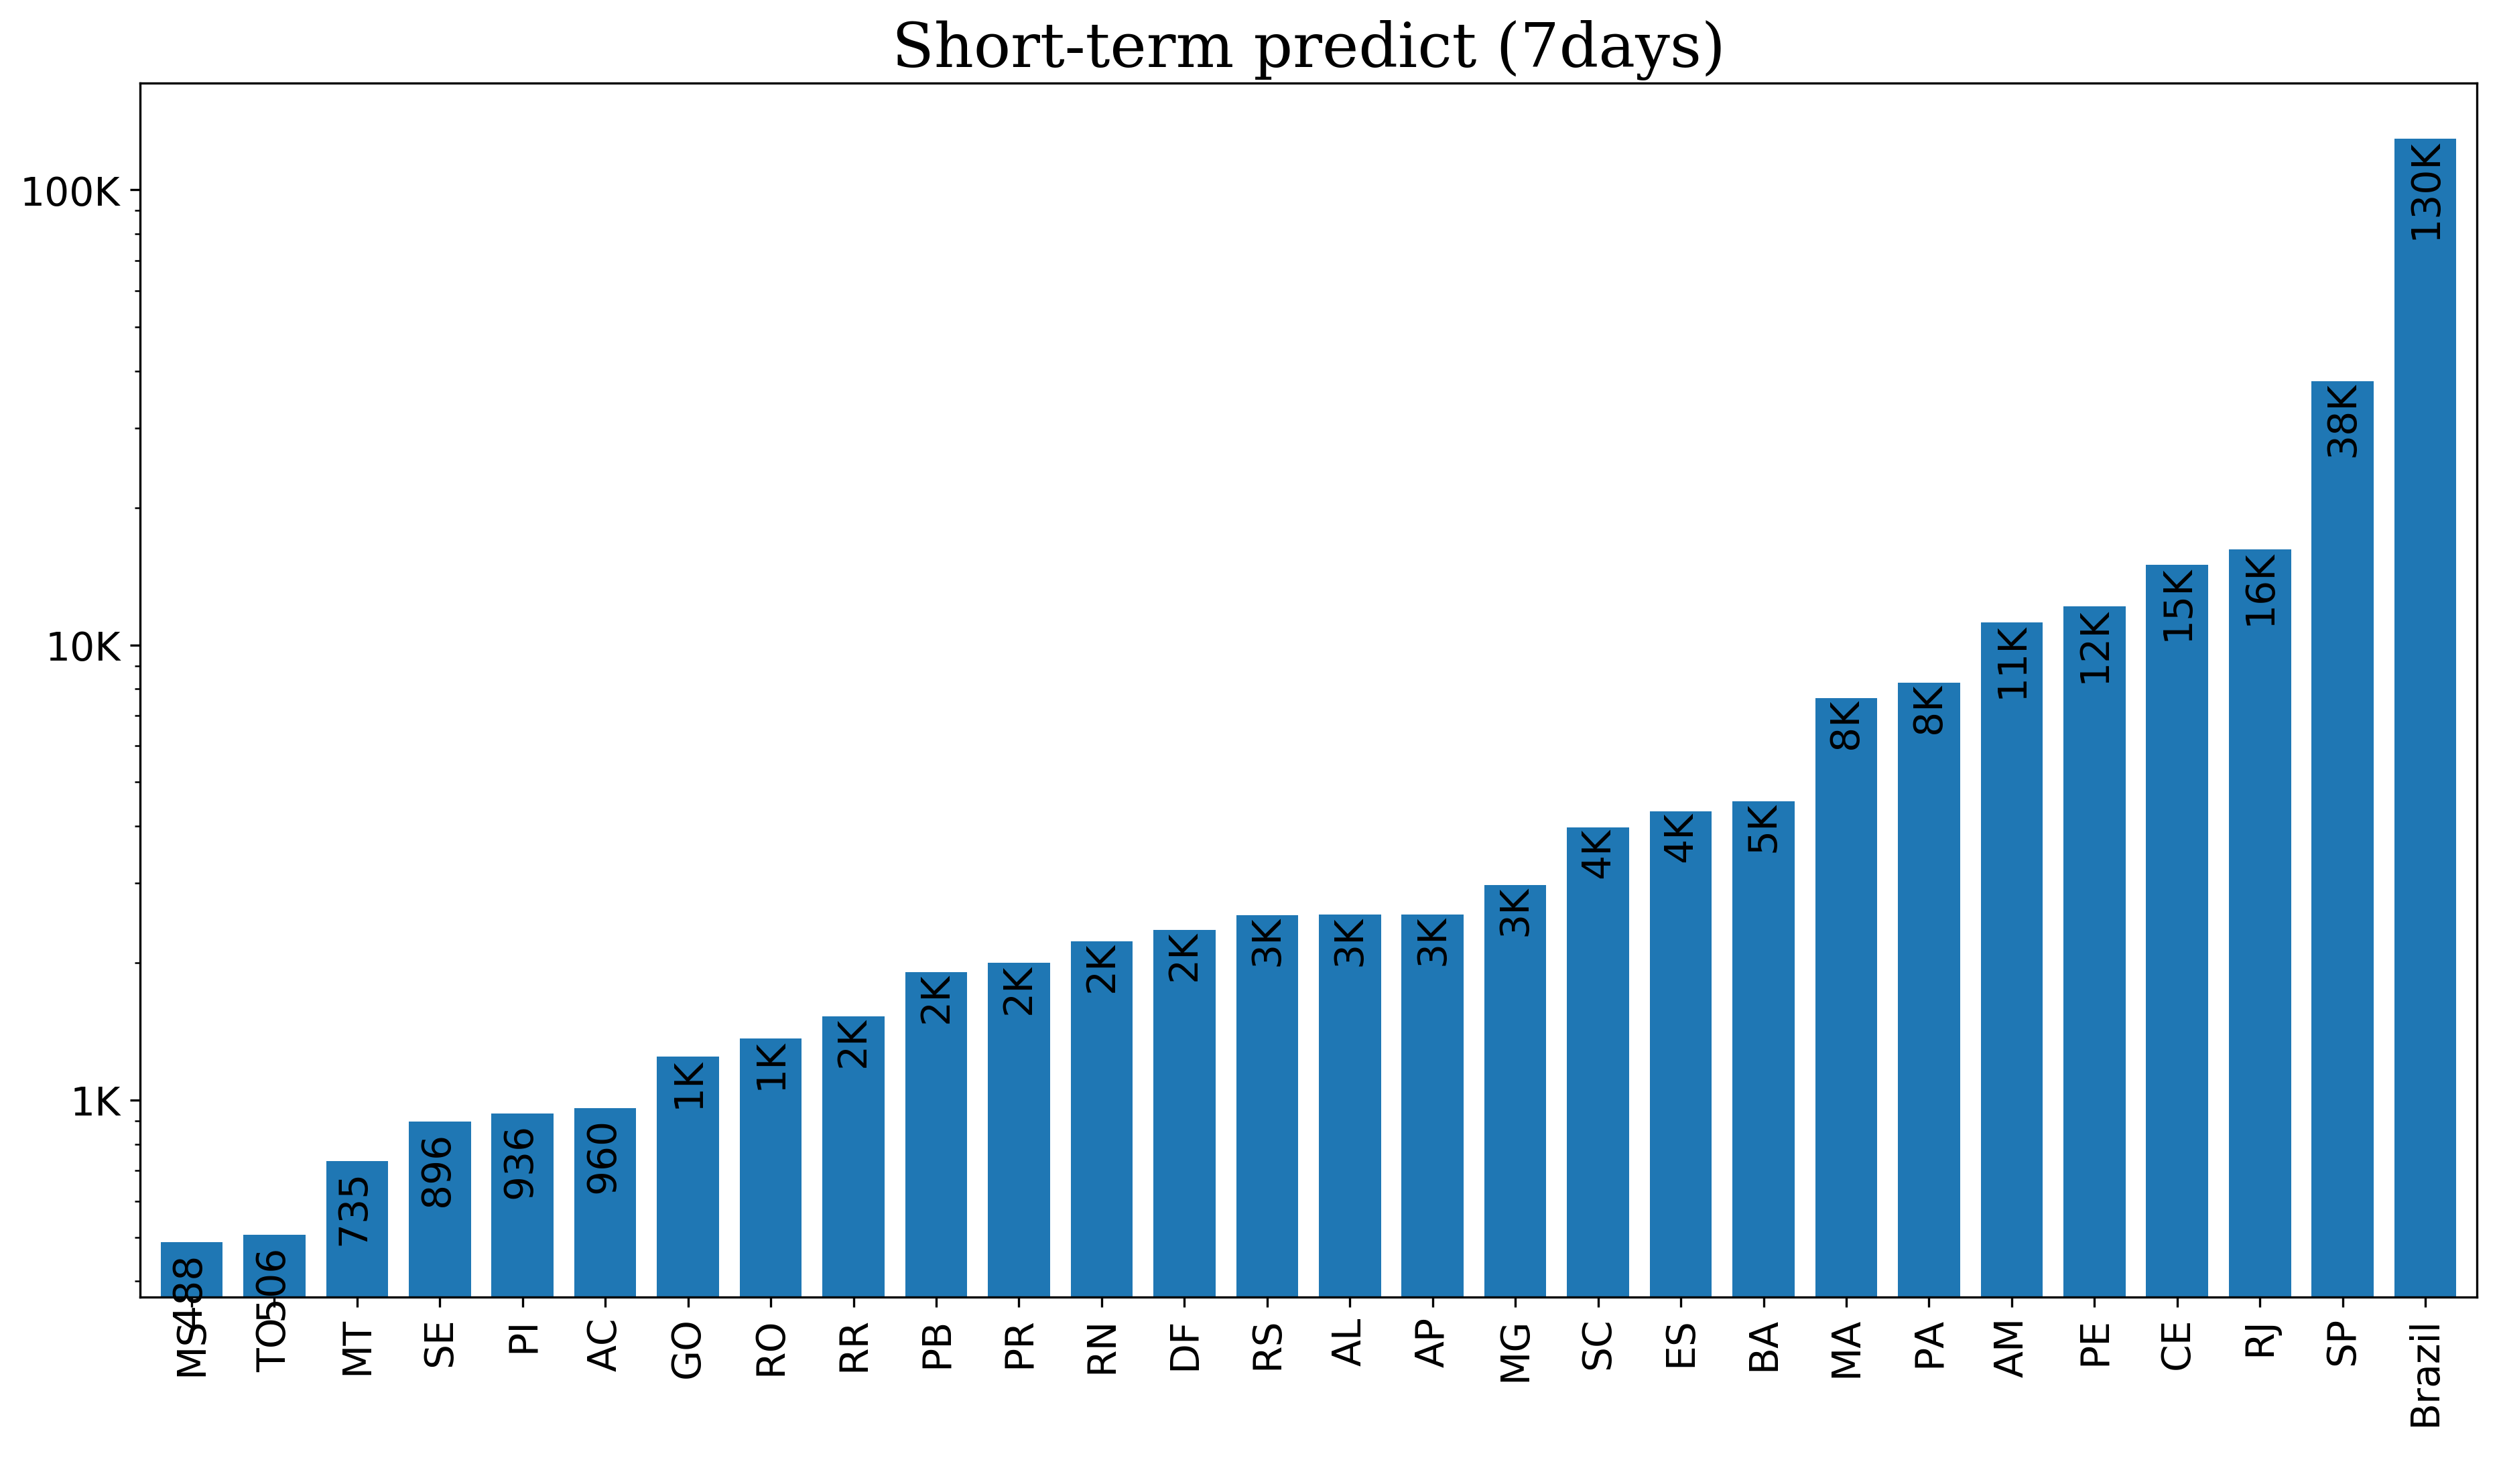 Short-term predict (7days)
100K
10K
1K
488
506
735
896
936
960
1K
1K
2K
2K
2K
2K
2K
3K
3K
3K
3K
4K
4K
5K
8K
8K
11K
12K
15K
16K
38K
130K
MS
TO
MT
SE
PI
AC
GO
RO
RR
PB
PR
RN
DF
RS
AL
AP
MG
SC
ES
BA
MA
PA
AM
PE
CE
RJ
SP
Brazil